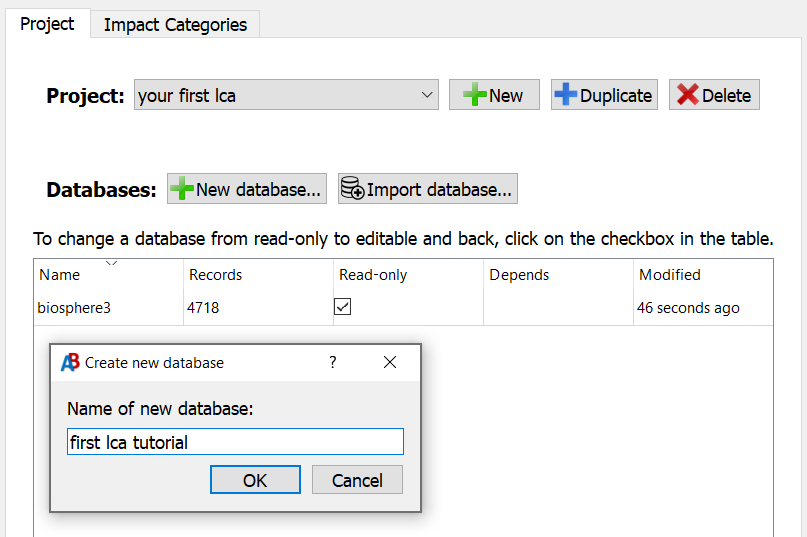 Project Impact Categories
Project: your first lca New Duplicate Delete
Databases: New database... Import database...
To change a database from read-only to editable and back, click on the checkbox in the table.
Name Records Read-only Depends Modified
biosphere3 4718 46 seconds ago
AB Create new database ?
Name of new database:
first lca tutorial
OK Cancel